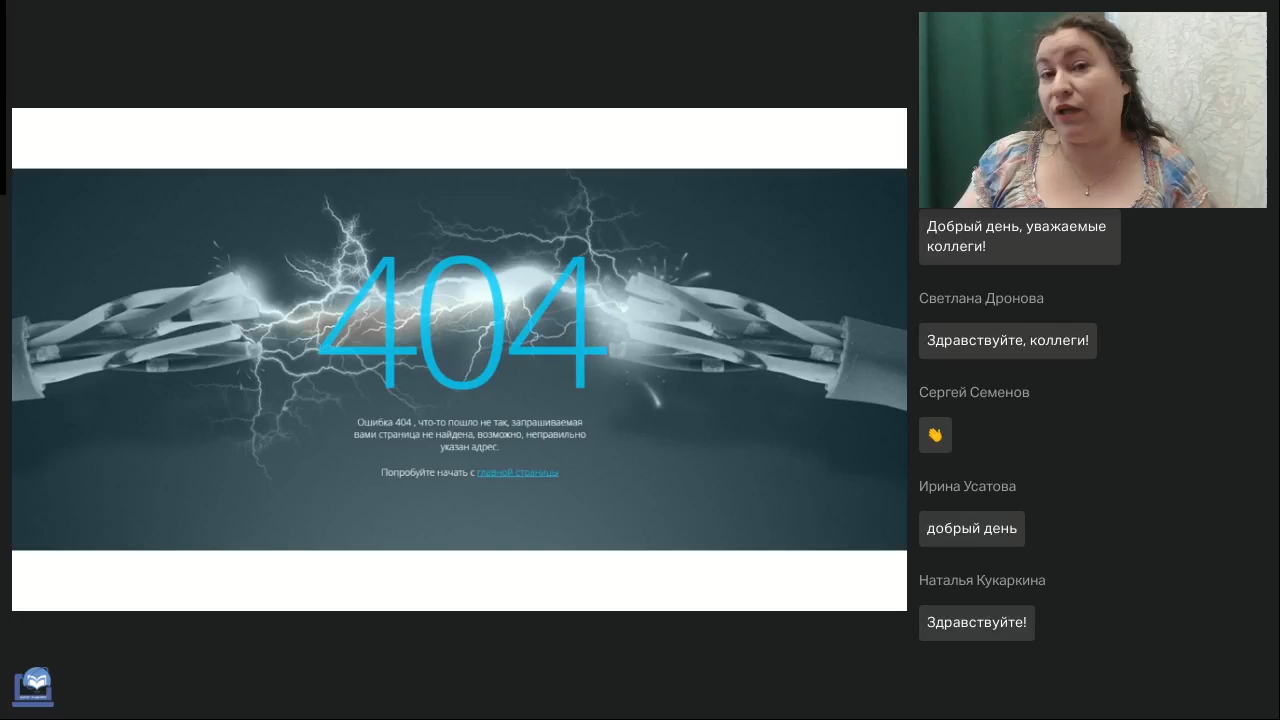 404
Ошибка 404 , что-то пошло не так, запрашиваемая
вами страница не найдена, возможно, неправильно
указан адрес.
Попробуйте начать с главной страницы
Добрый день, уважаемые
коллеги!
Светлана Дронова
Здравствуйте, коллеги!
Сергей Семенов
👏
Ирина Усатова
добрый день
Наталья Кукаркина
Здравствуйте!